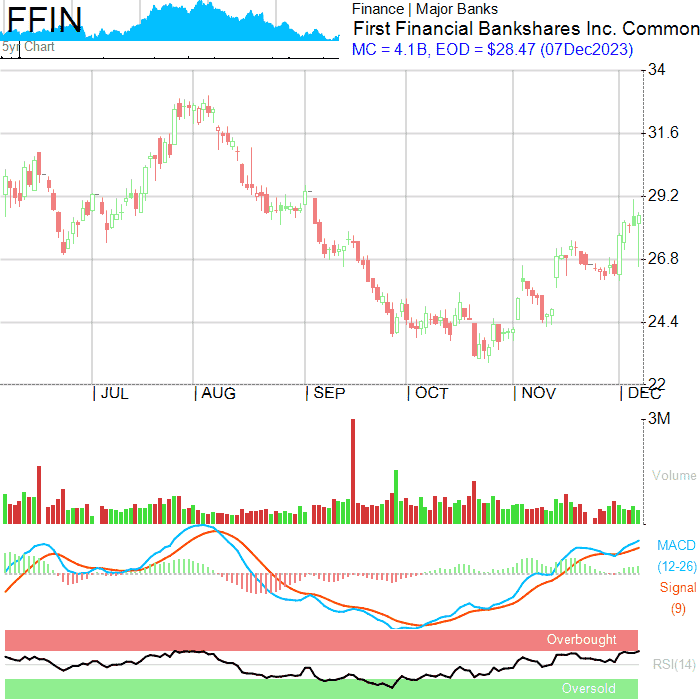 FFIN
5yr Chart
Finance | Major Banks
First Financial Bankshares Inc. Common
MC = 4.1B, EOD = $28.47 (07Dec2023)
34
31.6
29.2
26.8
24.4
22
| JUL | AUG | SEP | OCT | NOV | DEC
3M
Volume
MACD
(12-26)
Signal
(9)
Overbought
RSI(14)
Oversold